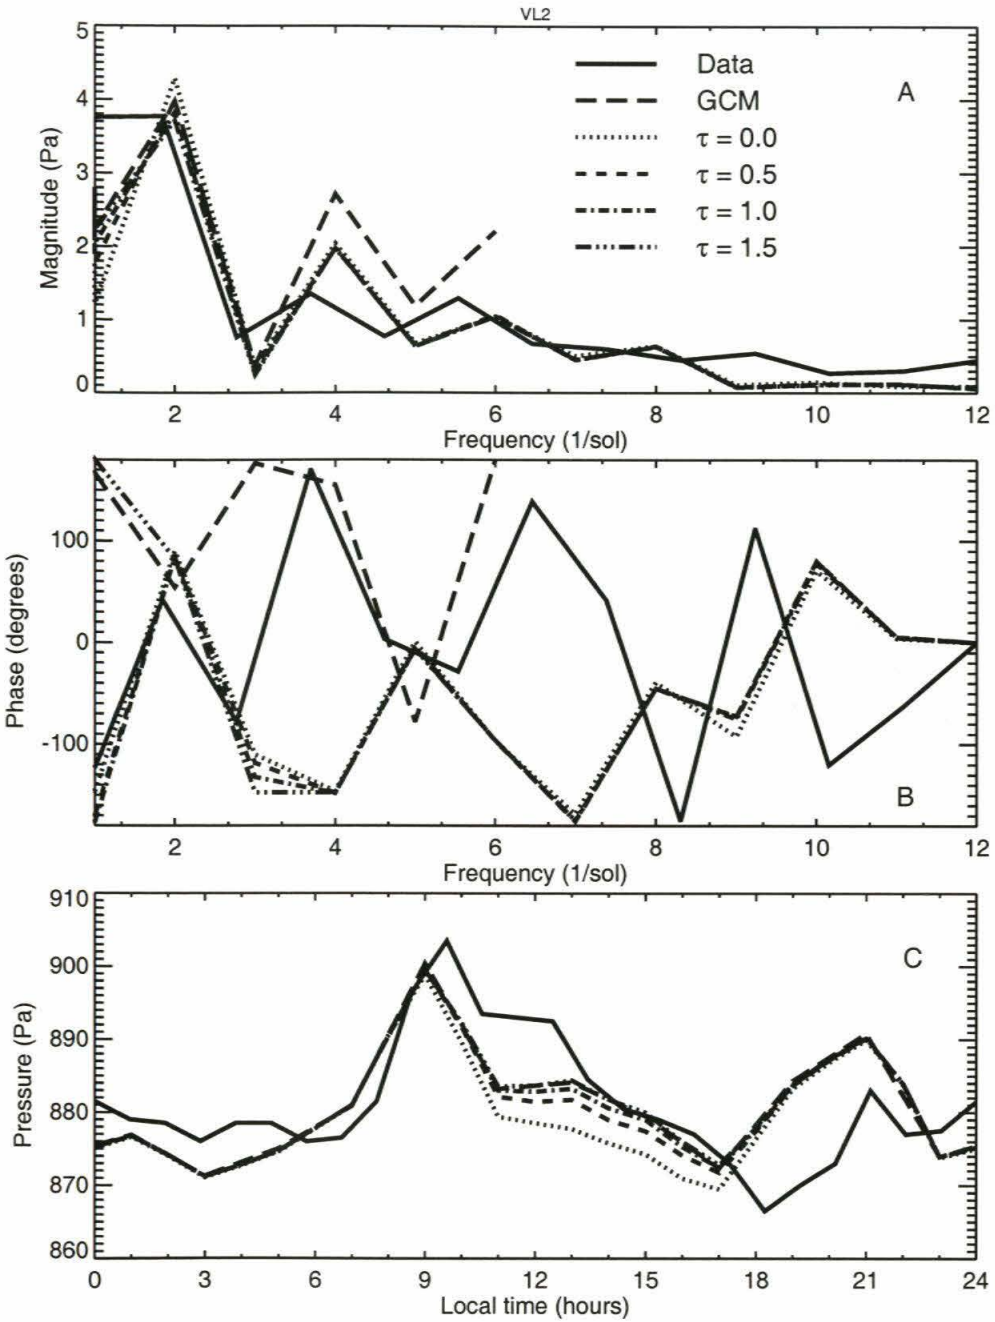 VL2
5
4
3
2
1
0
Magnitude (Pa)
Data
GCM
τ = 0.0
τ = 0.5
τ = 1.0
τ = 1.5
A
2 4 6 8 10 12
Frequency (1/sol)
100
0
-100
Phase (degrees)
B
2 4 6 8 10 12
Frequency (1/sol)
910
900
890
880
870
860
Pressure (Pa)
C
0 3 6 9 12 15 18 21 24
Local time (hours)